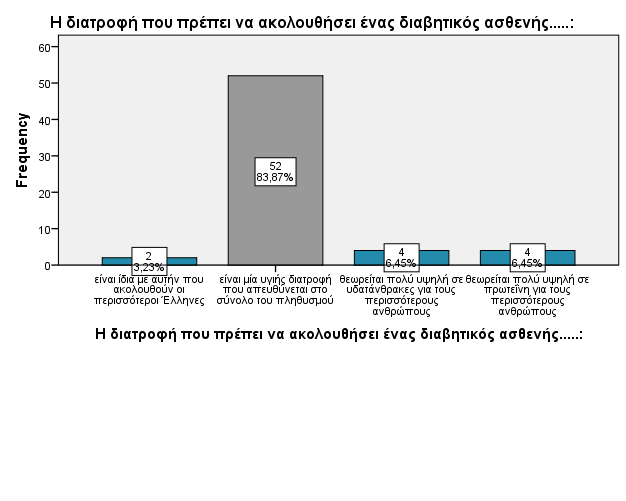 Η διατροφή που πρέπει να ακολουθήσει ένας διαβητικός ασθενής.....:
60
50
40
30
20
10
0
Frequency
2
3,23%
52
83,87%
4
6,45%
4
6,45%
είναι ίδια με αυτήν που
ακολουθούν οι
περισσότεροι Έλληνες
είναι μία υγιής διατροφή
που απευθύνεται στο
σύνολο του πληθυσμού
θεωρείται πολύ υψηλή σε
υδατάνθρακες για τους
περισσότερους
ανθρώπους
θεωρείται πολύ υψηλή σε
πρωτεΐνη για τους
περισσότερους
ανθρώπους
Η διατροφή που πρέπει να ακολουθήσει ένας διαβητικός ασθενής.....: